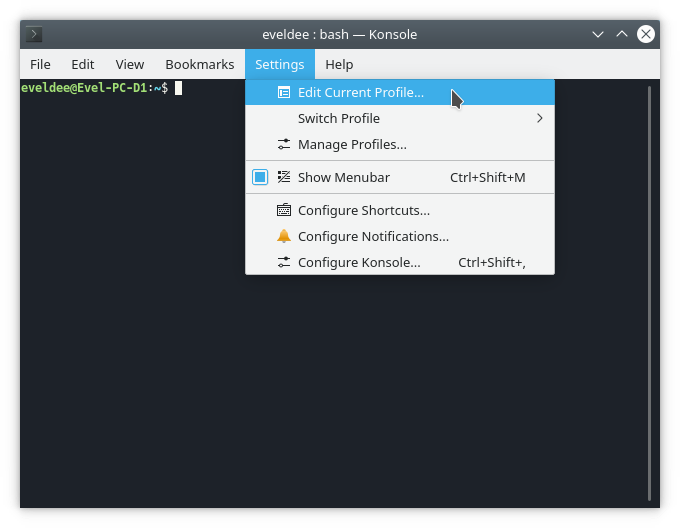 eveldee : bash — Konsole
File Edit View Bookmarks Settings Help
eveldee@Evel-PC-D1:~$
Edit Current Profile...
Switch Profile
Manage Profiles...
Show Menubar Ctrl+Shift+M
Configure Shortcuts...
Configure Notifications...
Configure Konsole... Ctrl+Shift+,